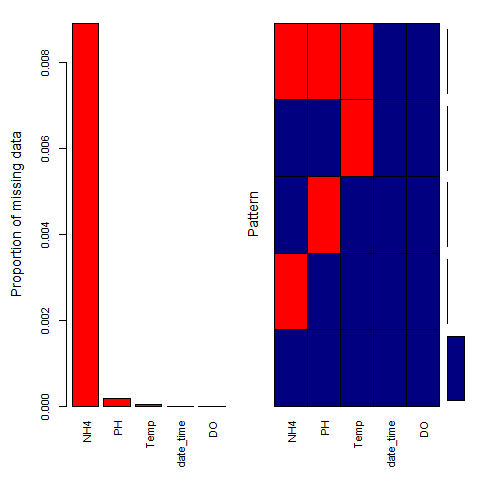 Proportion of missing data
0.008
0.006
0.004
0.002
0.000
NH4
PH
Temp
date_time
DO
Pattern
NH4
PH
Temp
date_time
DO